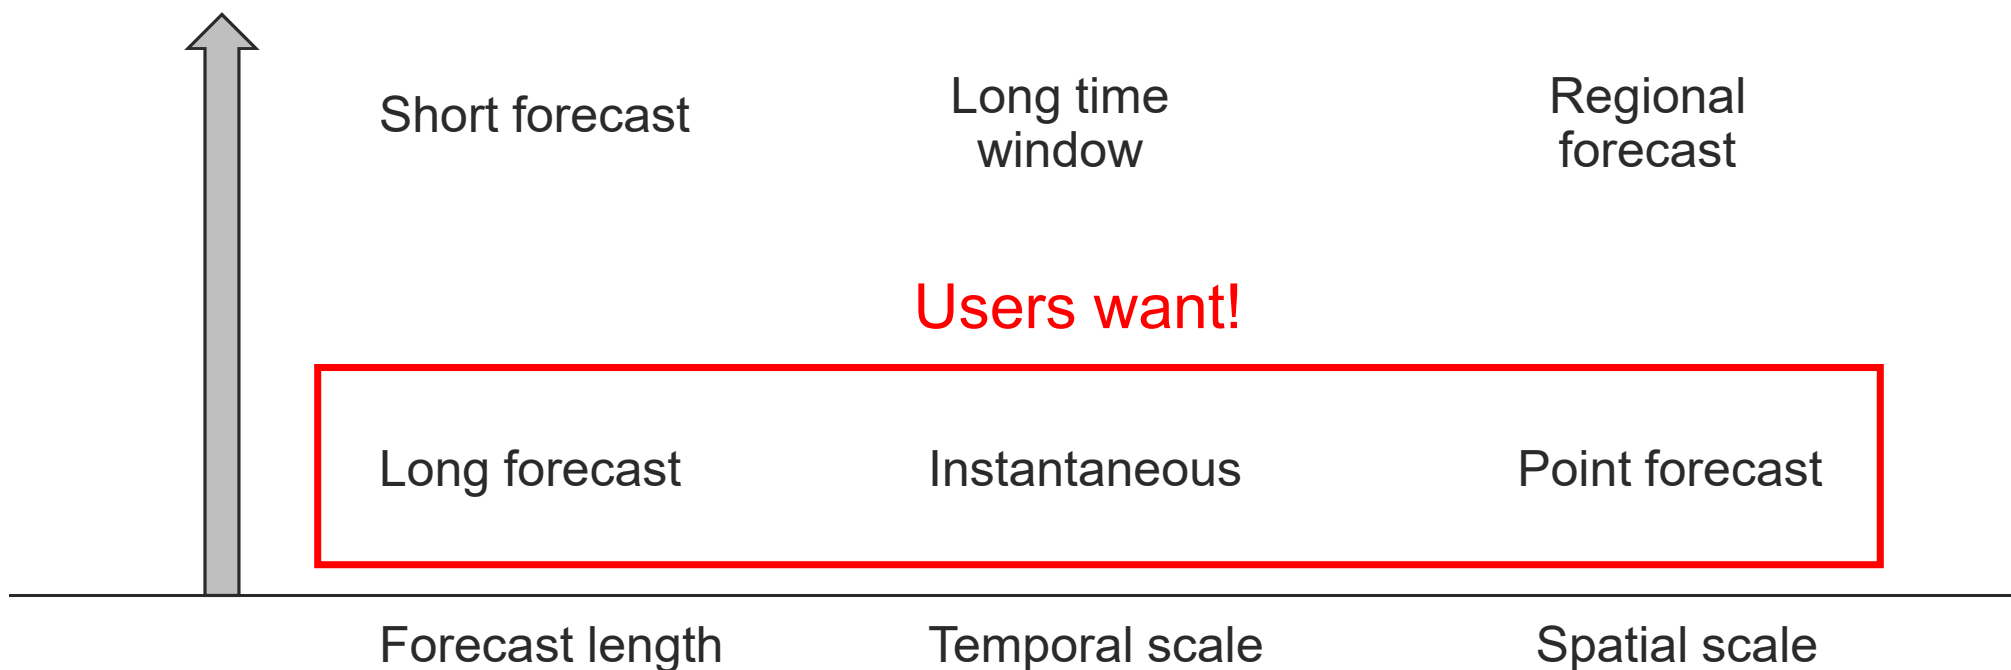 Short forecast
Long time
window
Regional
forecast
Users want!
Long forecast
Instantaneous
Point forecast
Forecast length
Temporal scale
Spatial scale